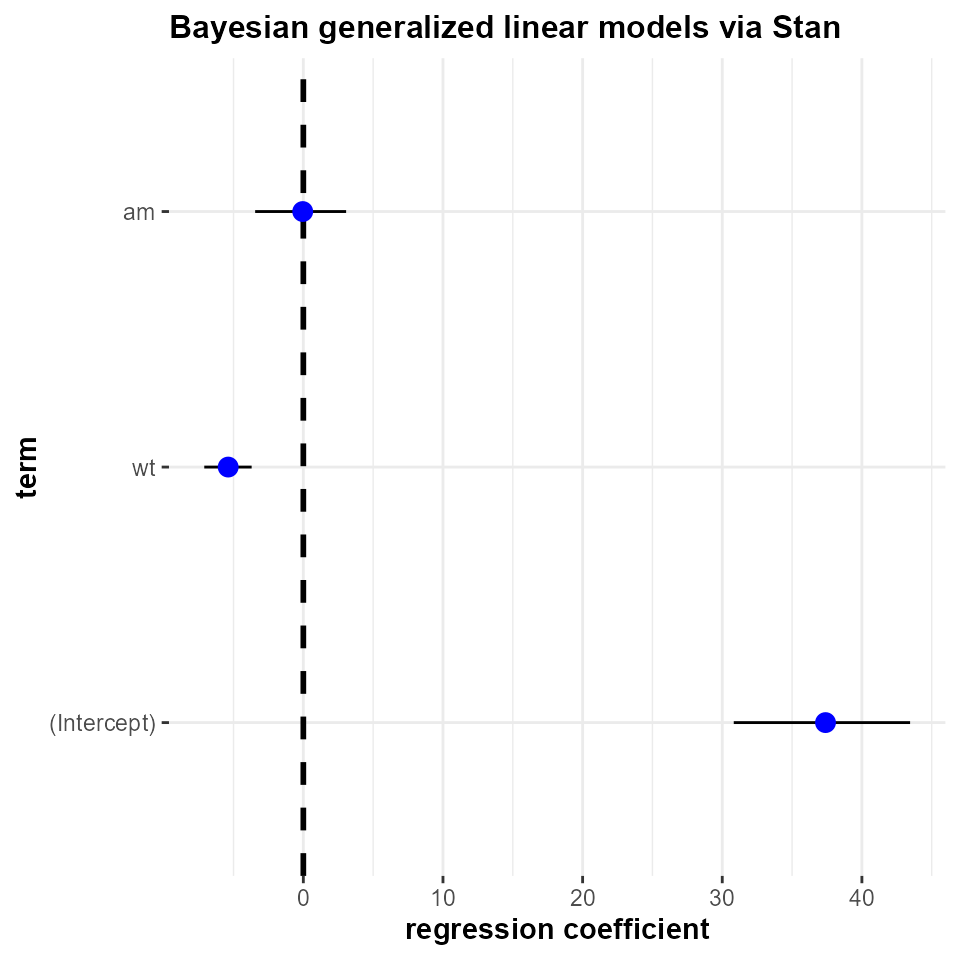 Bayesian generalized linear models via Stan
term
am
wt
(Intercept)
0 10 20 30 40
regression coefficient